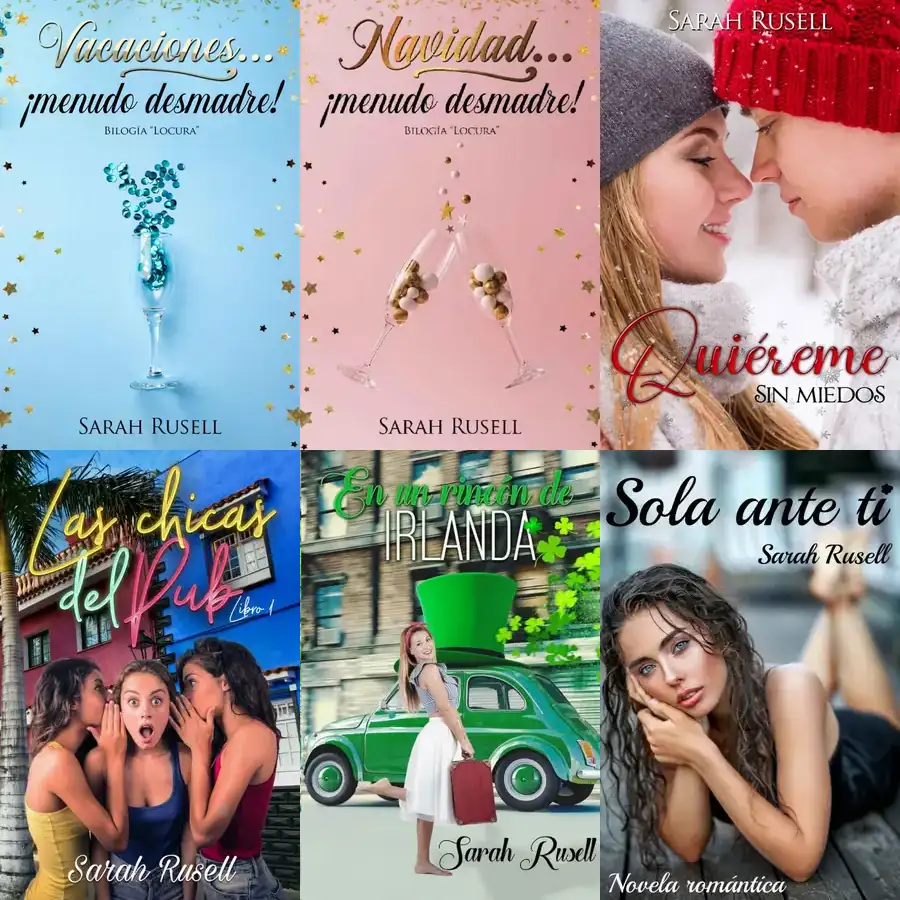 Vacaciones...
¡menudo desmadre!
Bilogía "Locura"
Sarah Rusell
Navidad...
¡menudo desmadre!
Bilogía "Locura"
Sarah Rusell
Sarah Rusell
Quiéreme
sin miedos
Las chicas
del Pub
Libro 1
Sarah Rusell
En un rincón de
IRLANDA
Sarah Rusell
Sola ante ti
Sarah Rusell
Novela romántica